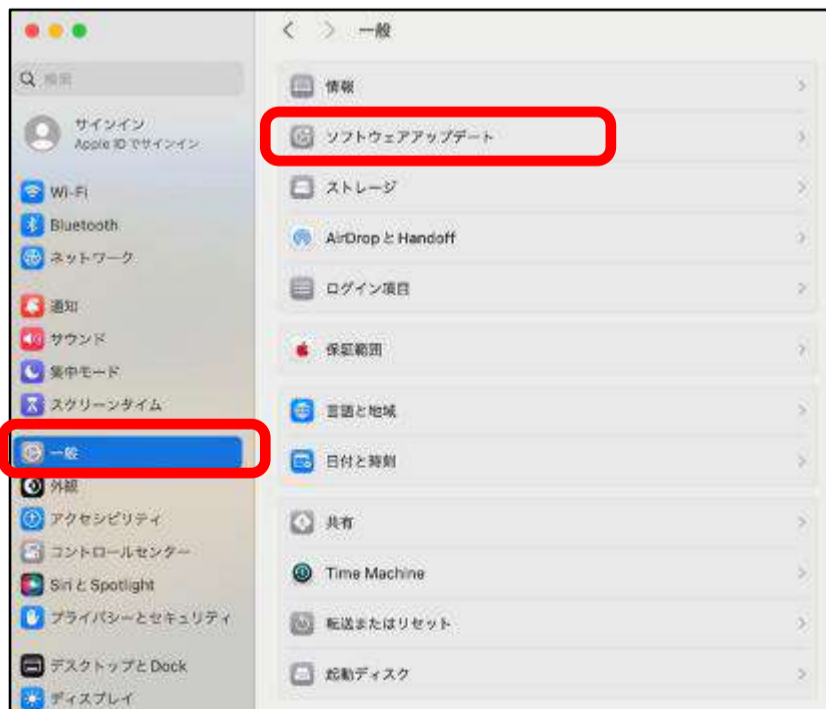 一般
検索
サインイン
Apple ID でサインイン
Wi-Fi
Bluetooth
ネットワーク
通知
サウンド
集中モード
スクリーンタイム
一般
外観
アクセシビリティ
コントロールセンター
Siri と Spotlight
プライバシーとセキュリティ
デスクトップと Dock
ディスプレイ
情報
ソフトウェアアップデート
ストレージ
AirDrop と Handoff
ログイン項目
保証範囲
言語と地域
日付と時刻
共有
Time Machine
転送またはリセット
起動ディスク